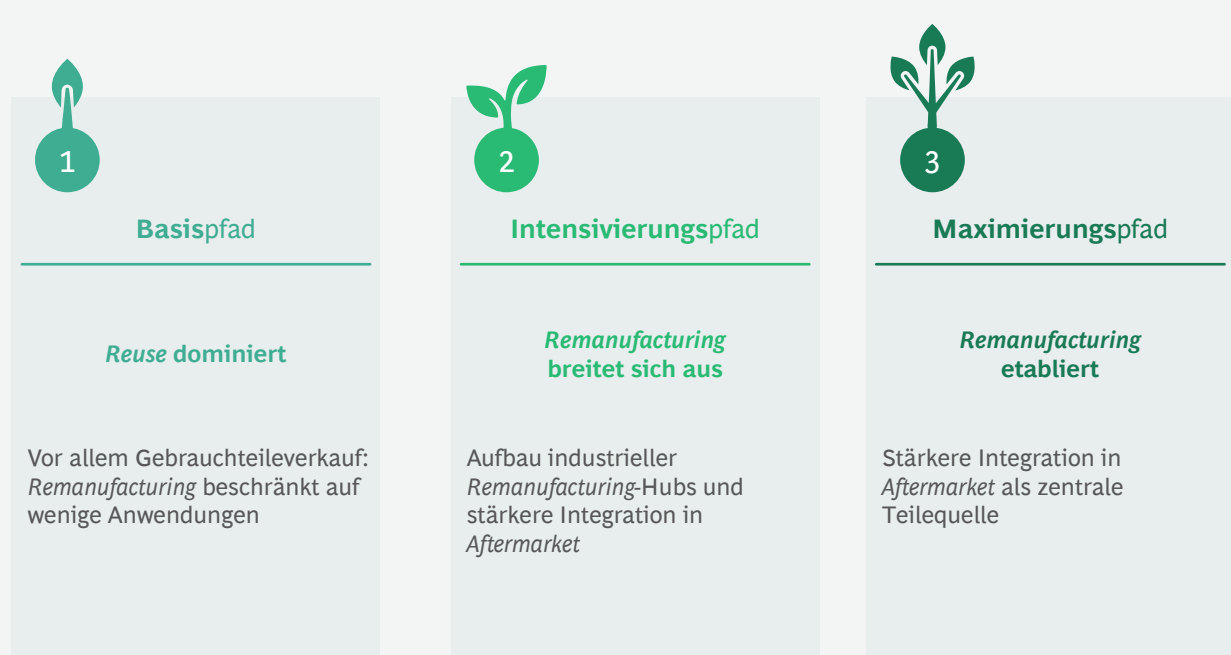 1
Basispfad
Reuse dominiert
Vor allem Gebrauchteileverkauf:
Remanufacturing beschränkt auf
wenige Anwendungen
2
Intensivierungspfad
Remanufacturing
breitet sich aus
Aufbau industrieller
Remanufacturing-Hubs und
stärkere Integration in
Aftermarket
3
Maximierungspfad
Remanufacturing
etabliert
Stärkere Integration in
Aftermarket als zentrale
Teilequelle